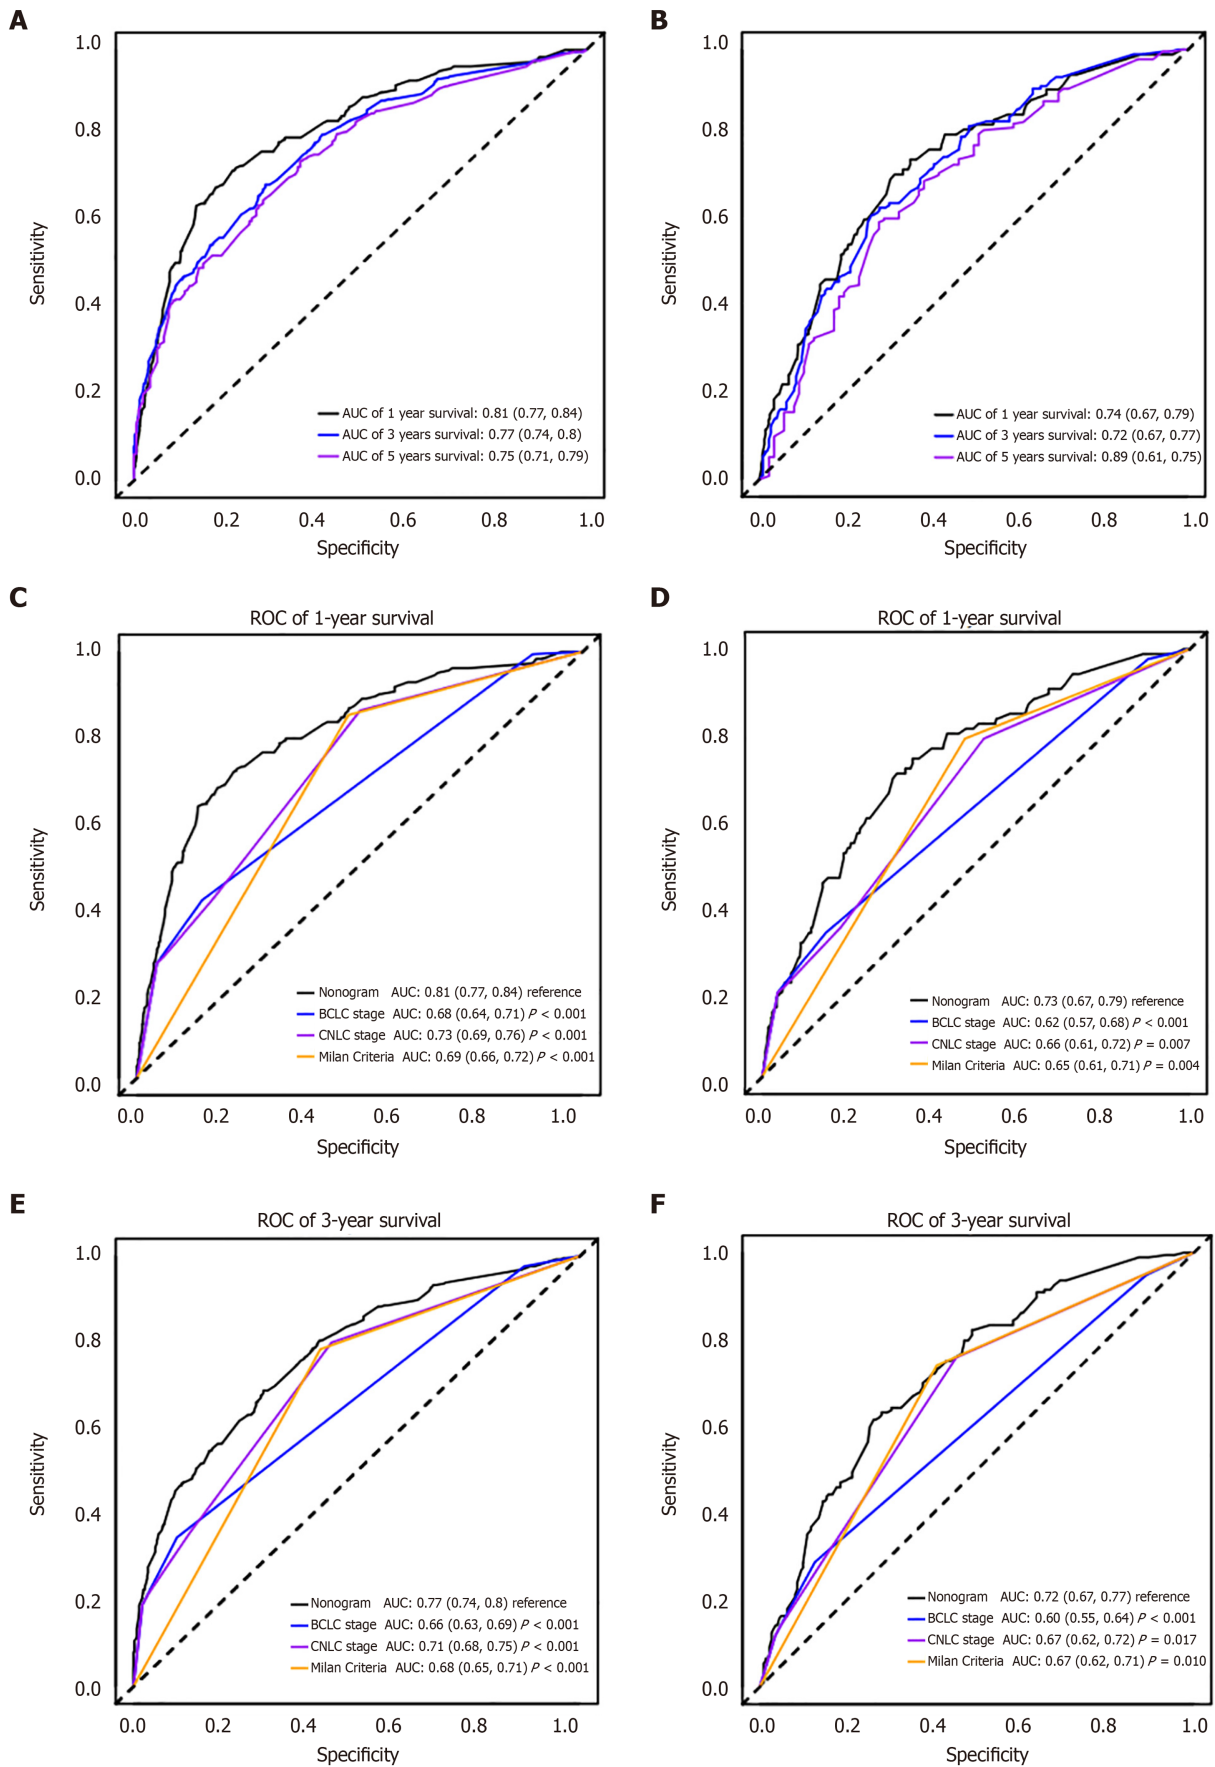 A
1.0
0.8
0.6
0.4
0.2
0.0
Sensitivity
AUC of 1 year survival: 0.81 (0.77, 0.84)
AUC of 3 years survival: 0.77 (0.74, 0.8)
AUC of 5 years survival: 0.75 (0.71, 0.79)
0.0 0.2 0.4 0.6 0.8 1.0
Specificity
B
1.0
0.8
0.6
0.4
0.2
0.0
Sensitivity
AUC of 1 year survival: 0.74 (0.67, 0.79)
AUC of 3 years survival: 0.72 (0.67, 0.77)
AUC of 5 years survival: 0.89 (0.61, 0.75)
0.0 0.2 0.4 0.6 0.8 1.0
Specificity
C
ROC of 1-year survival
1.0
0.8
0.6
0.4
0.2
0.0
Sensitivity
Nonogram AUC: 0.81 (0.77, 0.84) reference
BCLC stage AUC: 0.68 (0.64, 0.71) P < 0.001
CNLC stage AUC: 0.73 (0.69, 0.76) P < 0.001
Milan Criteria AUC: 0.69 (0.66, 0.72) P < 0.001
0.0 0.2 0.4 0.6 0.8 1.0
Specificity
D
ROC of 1-year survival
1.0
0.8
0.6
0.4
0.2
0.0
Sensitivity
Nonogram AUC: 0.73 (0.67, 0.79) reference
BCLC stage AUC: 0.62 (0.57, 0.68) P < 0.001
CNLC stage AUC: 0.66 (0.61, 0.72) P = 0.007
Milan Criteria AUC: 0.65 (0.61, 0.71) P = 0.004
0.0 0.2 0.4 0.6 0.8 1.0
Specificity
E
ROC of 3-year survival
1.0
0.8
0.6
0.4
0.2
0.0
Sensitivity
Nonogram AUC: 0.77 (0.74, 0.8) reference
BCLC stage AUC: 0.66 (0.63, 0.69) P < 0.001
CNLC stage AUC: 0.71 (0.68, 0.75) P < 0.001
Milan Criteria AUC: 0.68 (0.65, 0.71) P < 0.001
0.0 0.2 0.4 0.6 0.8 1.0
Specificity
F
ROC of 3-year survival
1.0
0.8
0.6
0.4
0.2
0.0
Sensitivity
Nonogram AUC: 0.72 (0.67, 0.77) reference
BCLC stage AUC: 0.60 (0.55, 0.64) P < 0.001
CNLC stage AUC: 0.67 (0.62, 0.72) P = 0.017
Milan Criteria AUC: 0.67 (0.62, 0.71) P = 0.010
0.0 0.2 0.4 0.6 0.8 1.0
Specificity